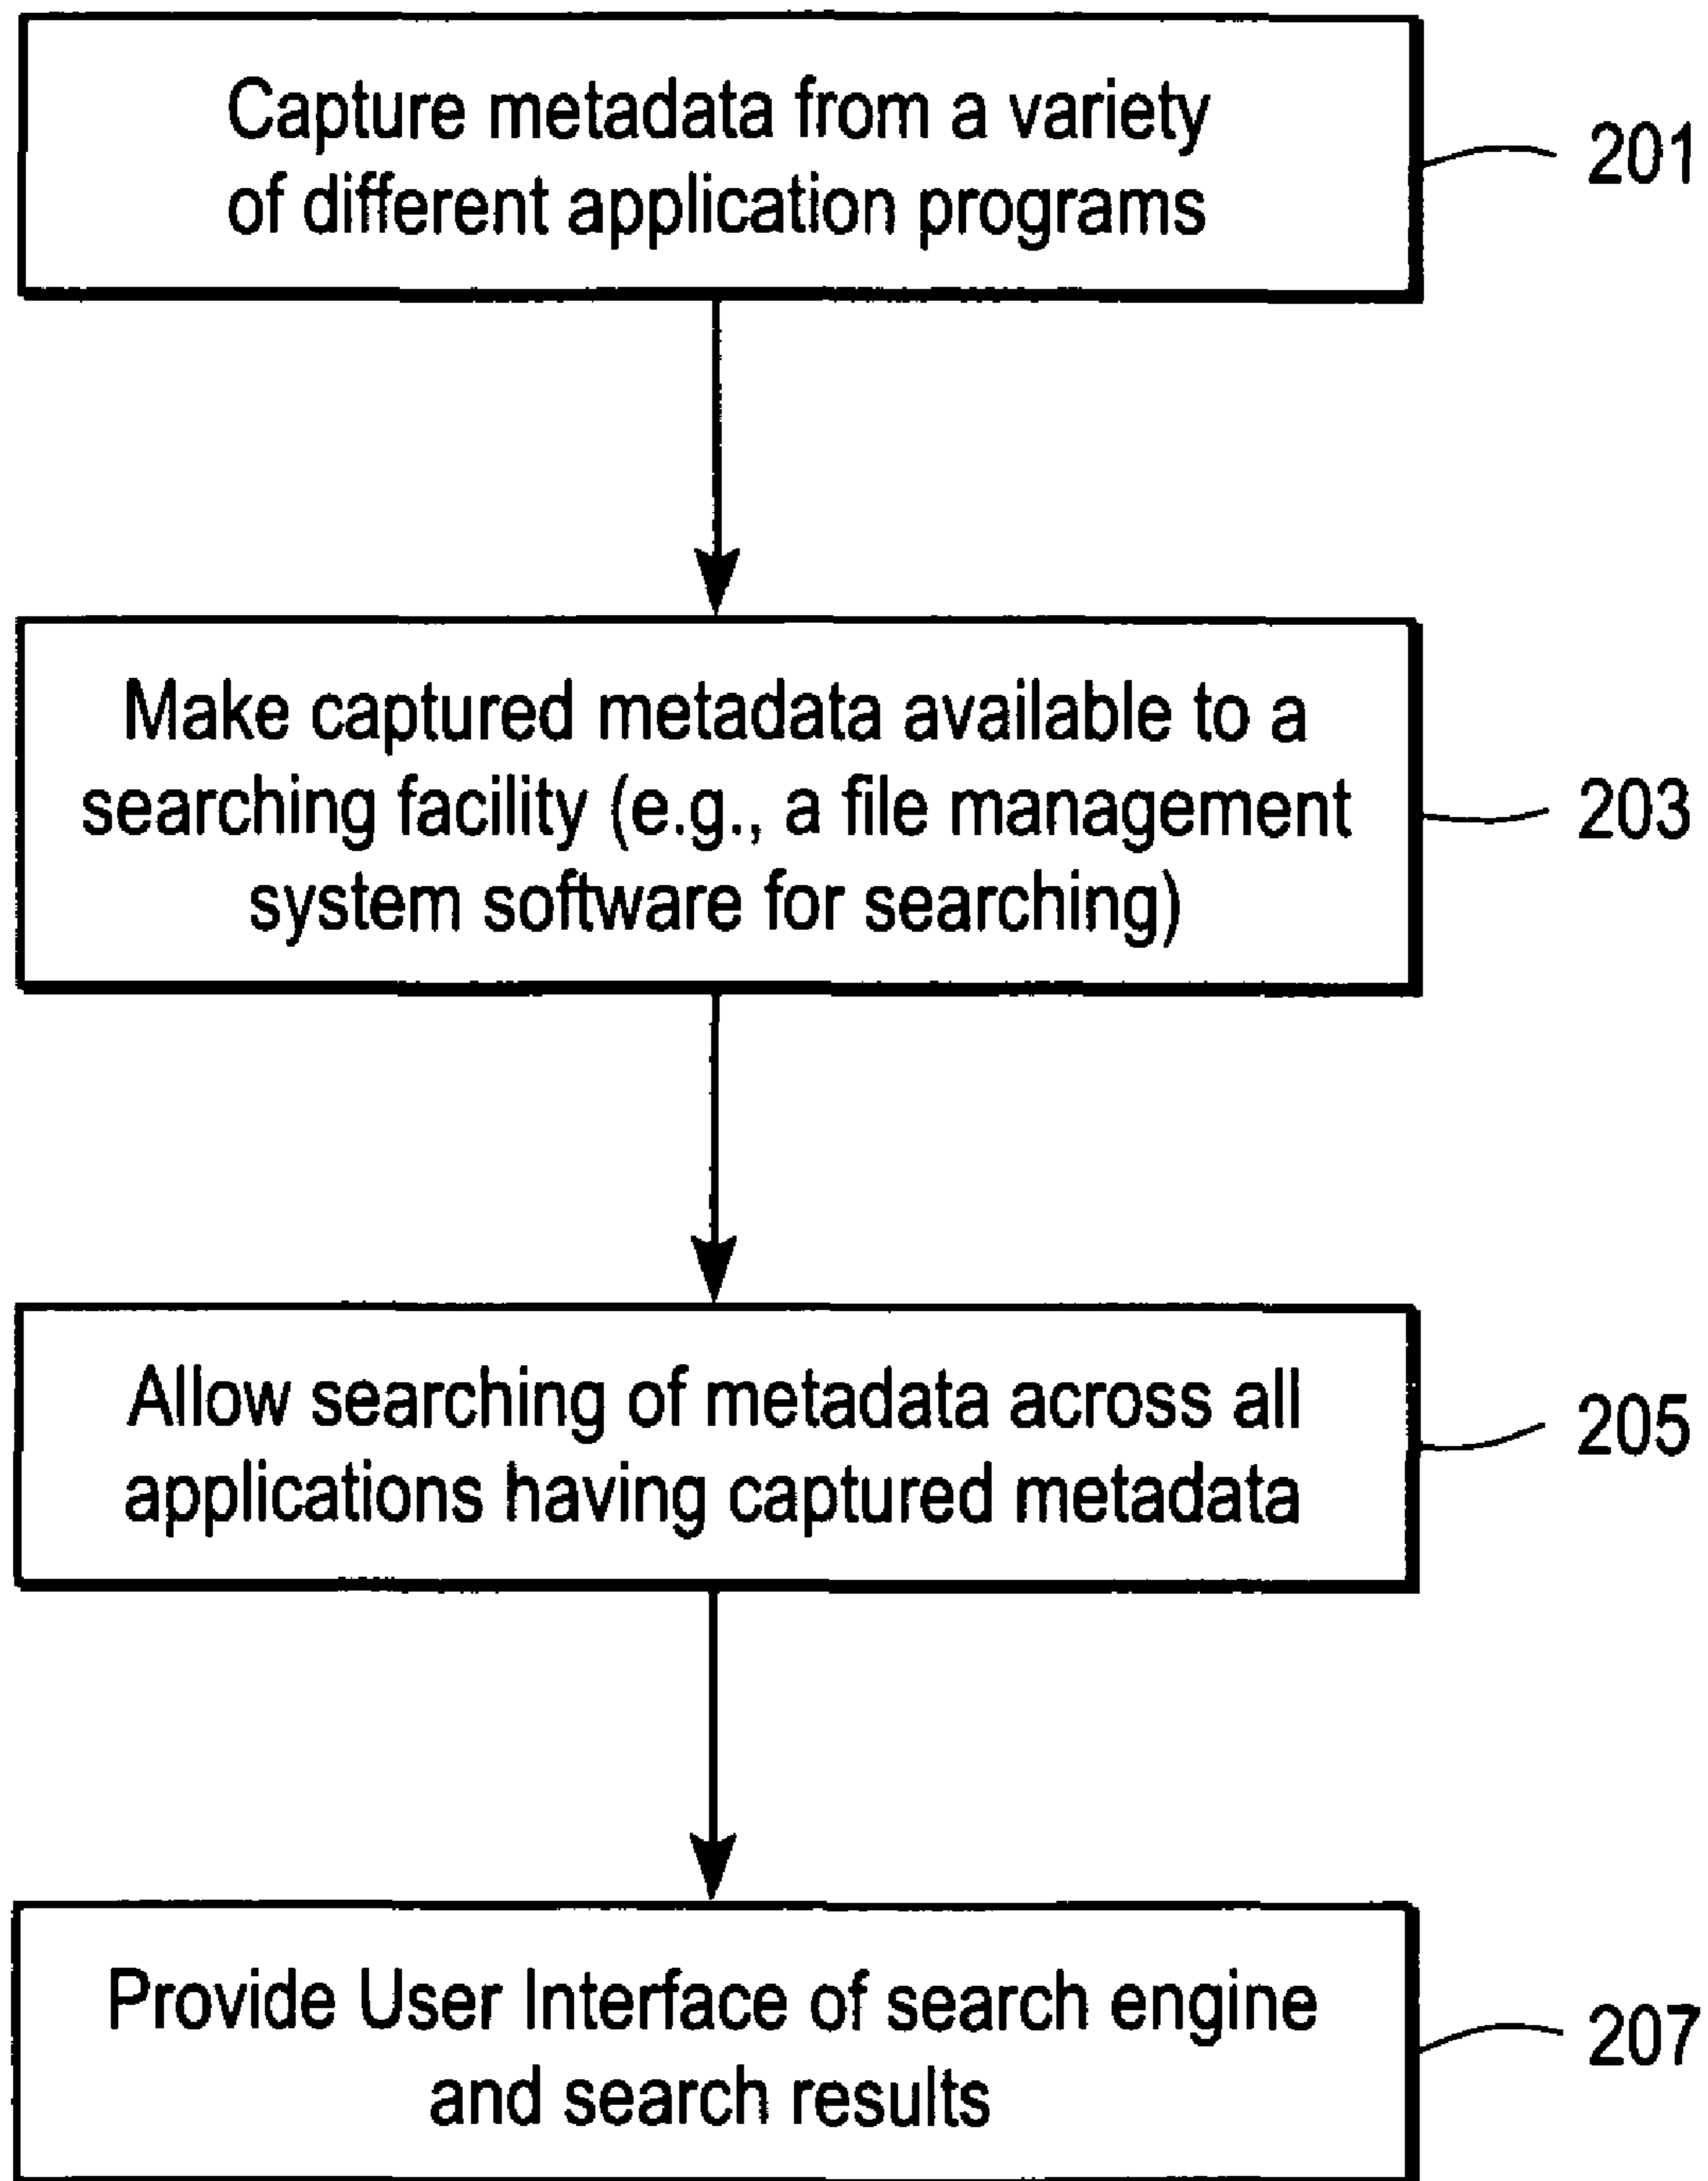 Capture metadata from a variety
of different application programs
201
Make captured metadata available to a
searching facility (e.g., a file management
system software for searching)
203
Allow searching of metadata across all
applications having captured metadata
205
Provide User Interface of search engine
and search results
207